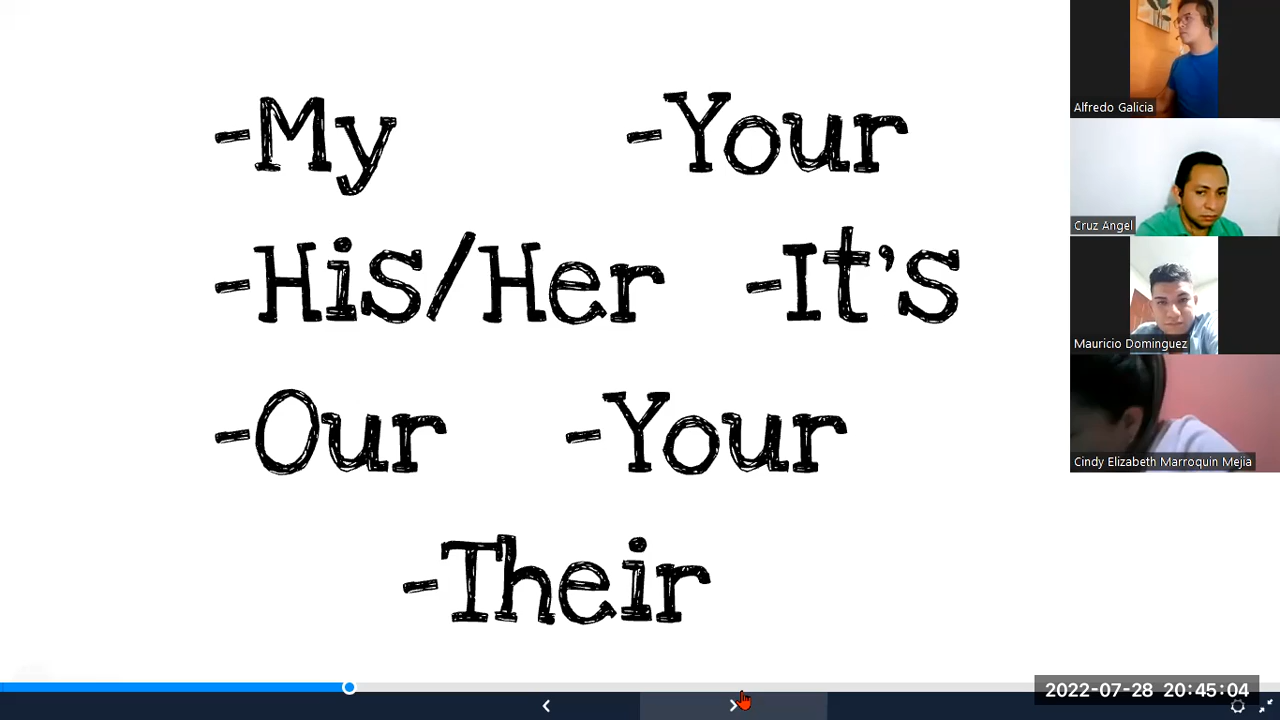 -My -Your
-His/Her -It's
-Our -Your
-Their
Alfredo Galicia
Cruz Angel
Mauricio Dominguez
Cindy Elizabeth Marroquin Mejia
2022-07-28 20:45:04